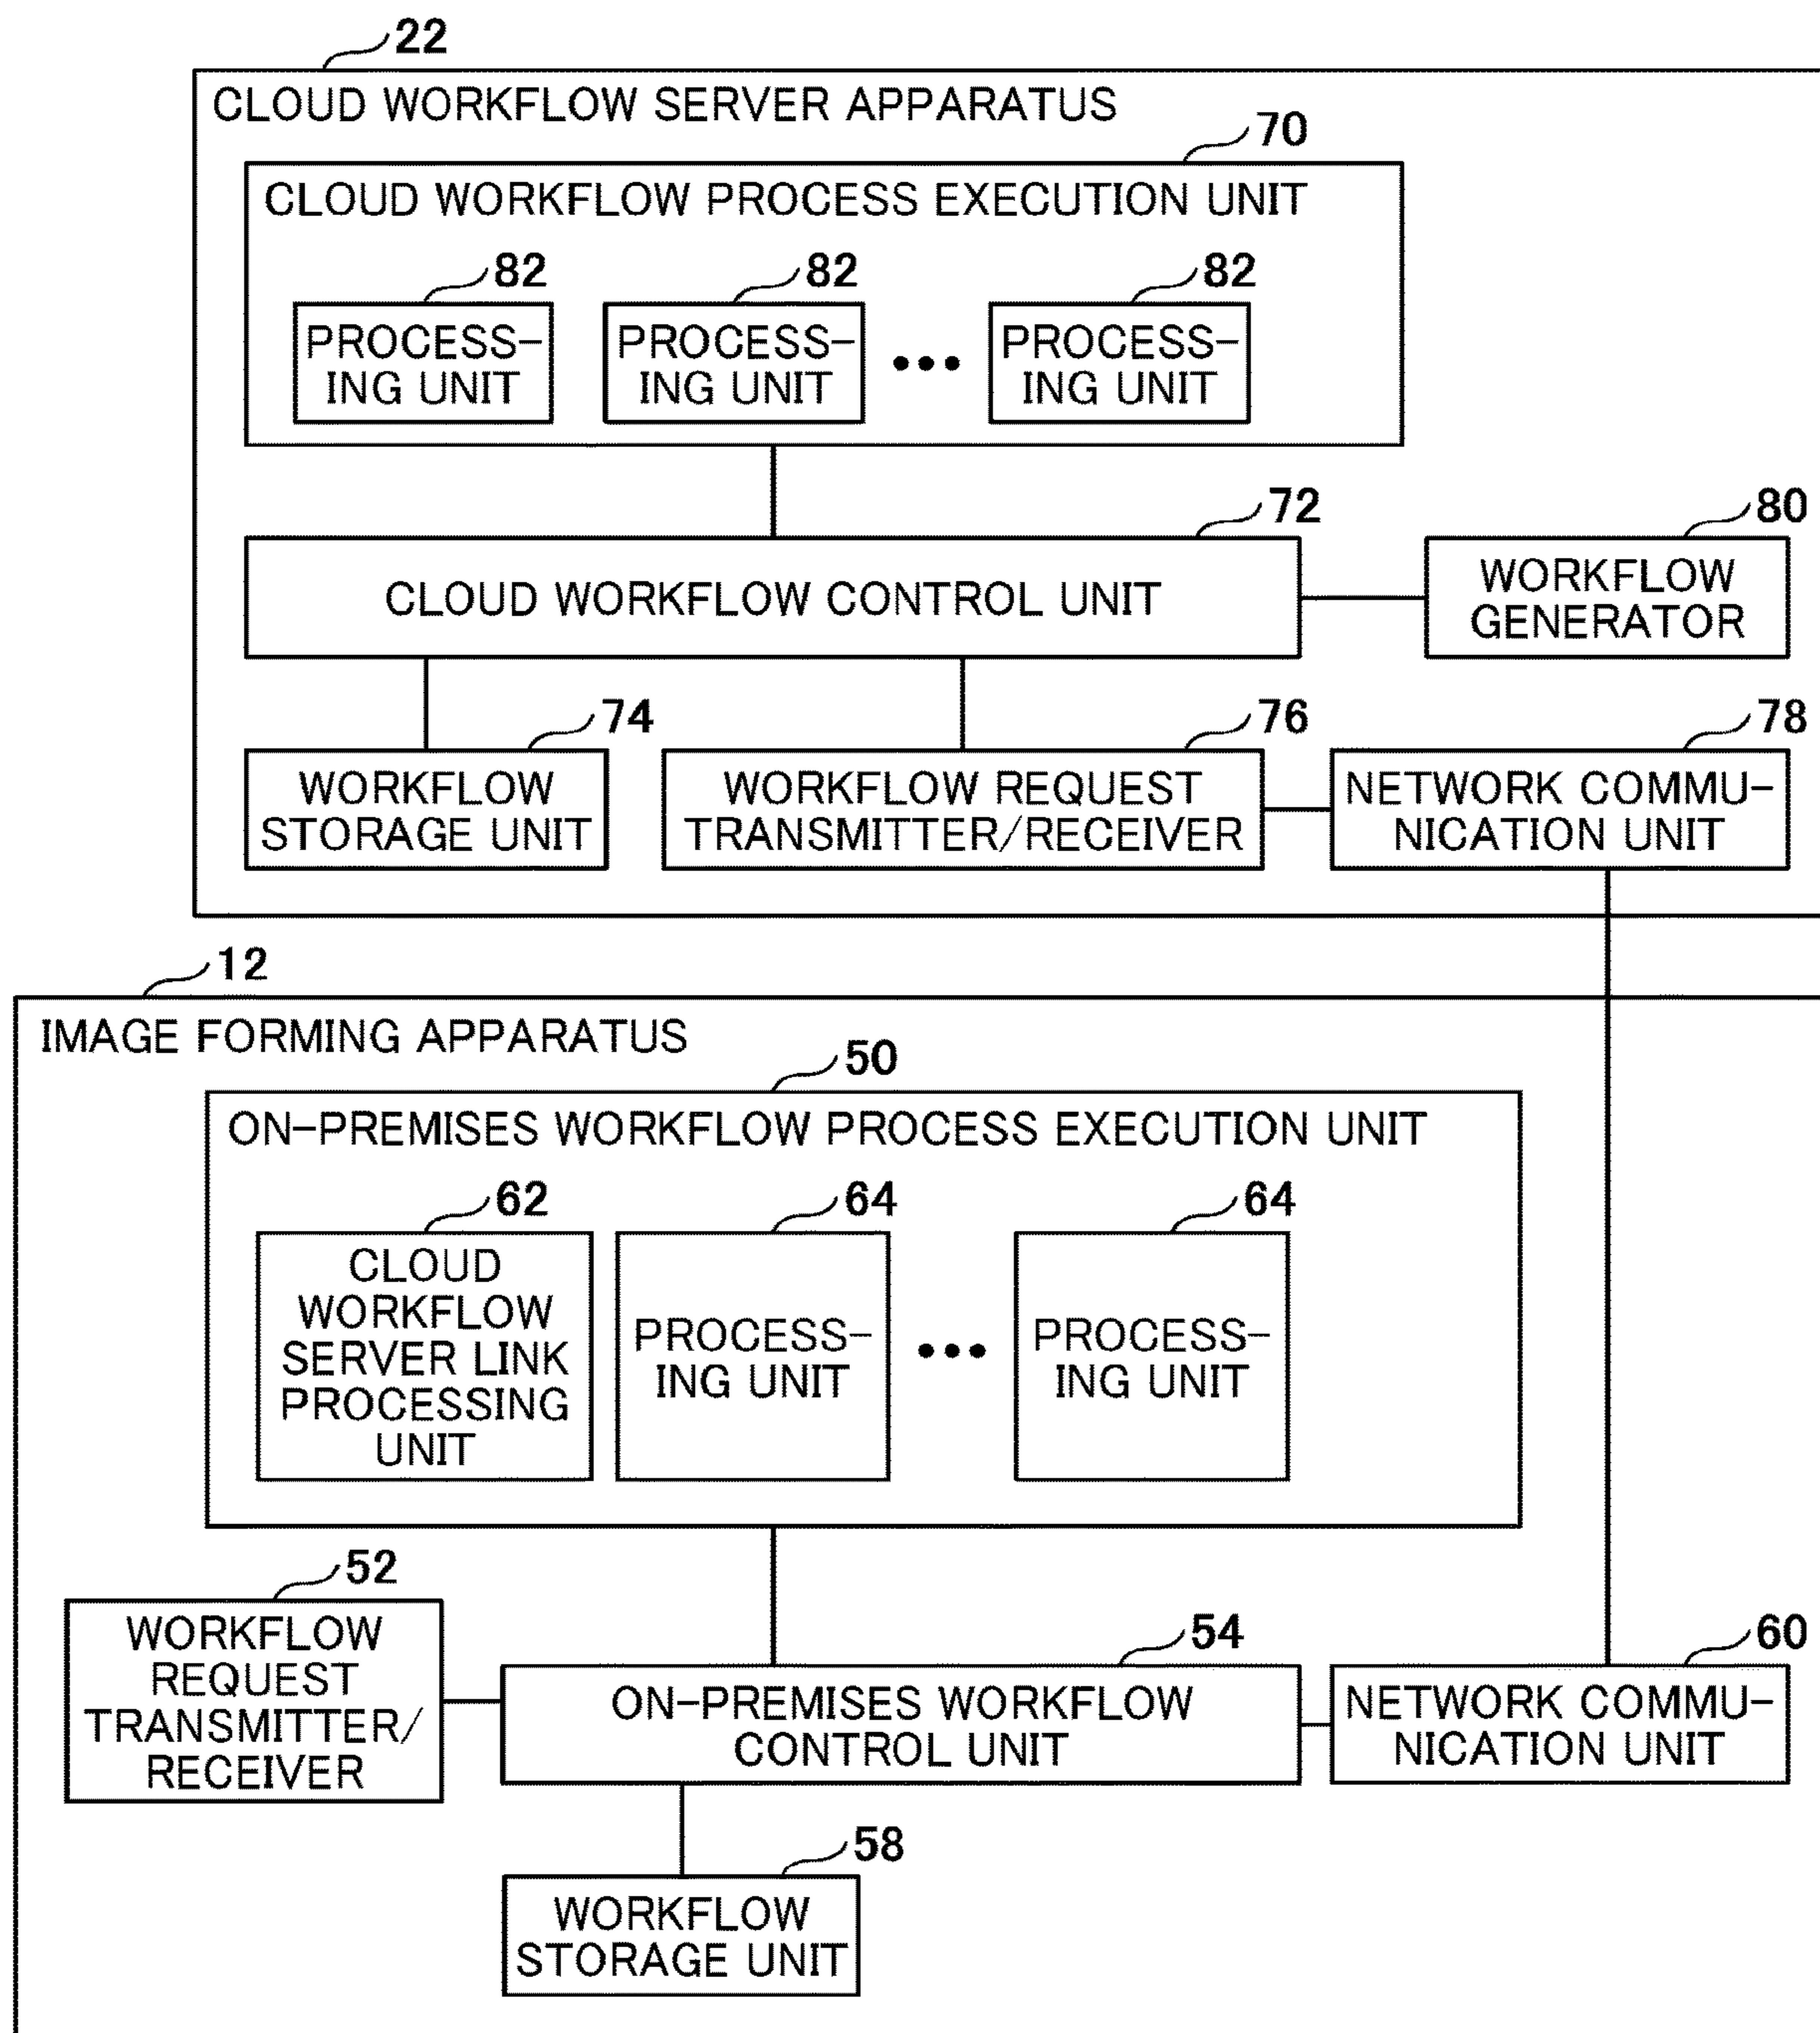 22
CLOUD WORKFLOW SERVER APPARATUS
70
CLOUD WORKFLOW PROCESS EXECUTION UNIT
82
82
82
PROCESS-
ING UNIT
PROCESS-
ING UNIT
•••
PROCESS-
ING UNIT
72
CLOUD WORKFLOW CONTROL UNIT
80
WORKFLOW
GENERATOR
74
WORKFLOW
STORAGE UNIT
76
WORKFLOW REQUEST
TRANSMITTER/RECEIVER
78
NETWORK COMMU-
NICATION UNIT
12
IMAGE FORMING APPARATUS
50
ON-PREMISES WORKFLOW PROCESS EXECUTION UNIT
62
CLOUD
WORKFLOW
SERVER LINK
PROCESSING
UNIT
64
PROCESS-
ING UNIT
•••
64
PROCESS-
ING UNIT
52
WORKFLOW
REQUEST
TRANSMITTER/
RECEIVER
54
ON-PREMISES WORKFLOW
CONTROL UNIT
60
NETWORK COMMU-
NICATION UNIT
58
WORKFLOW
STORAGE UNIT